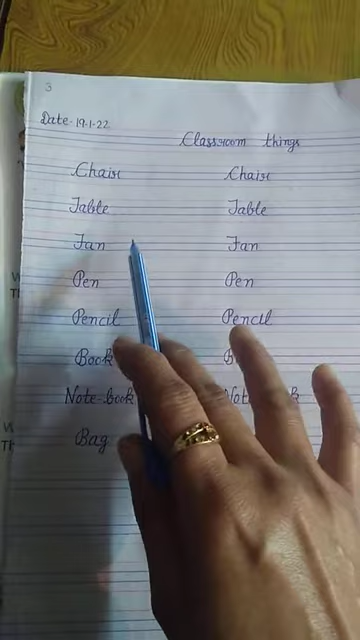 3
Date-19-1-22
Classroom things
Chair Chair
Table Table
Fan Fan
Pen Pen
Pencil Pencil
Book
Note-book
Bag